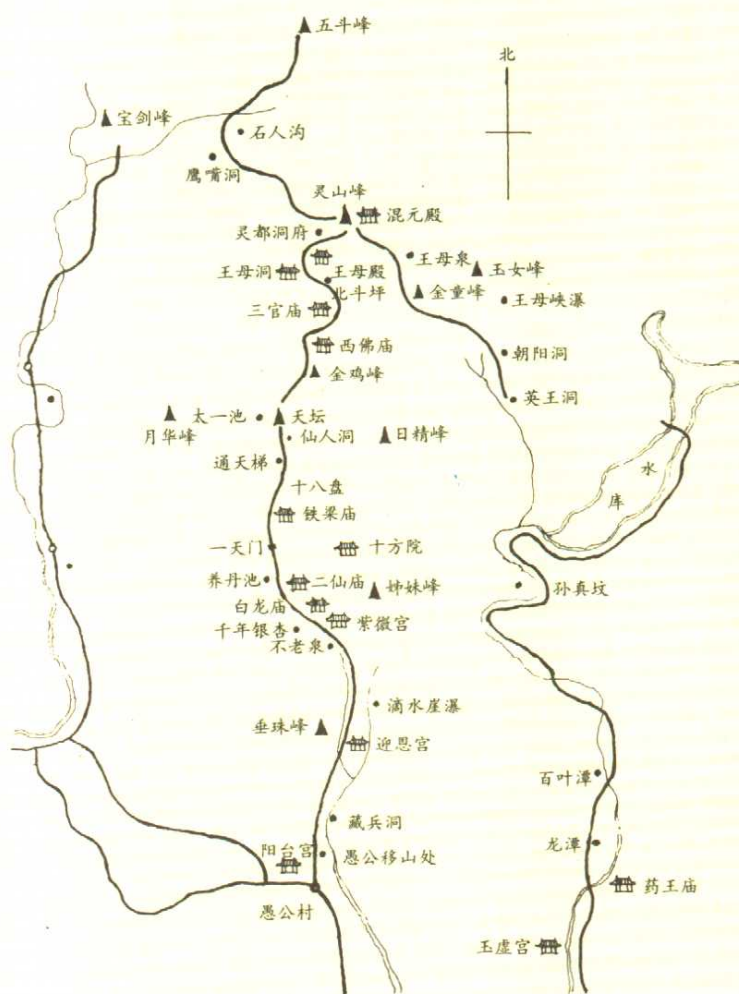 五斗峰
北
宝剑峰
石人沟
鹰嘴洞
灵山峰
混元殿
灵都洞府
王母泉
玉女峰
王母洞
王母殿
北斗坪
金童峰
王母峡瀑
三官庙
西佛庙
朝阳洞
金鸡峰
英王洞
太一池
天坛
月华峰
仙人洞
日精峰
通天梯
水
库
十八盘
铁梁庙
一天门
十方院
养丹池
二仙庙
姊妹峰
孙真坟
白龙庙
紫微宫
千年银杏
不老泉
滴水崖瀑
垂珠峰
迎恩宫
百叶潭
藏兵洞
龙潭
阳台宫
愚公移山处
药王庙
愚公村
玉虚宫